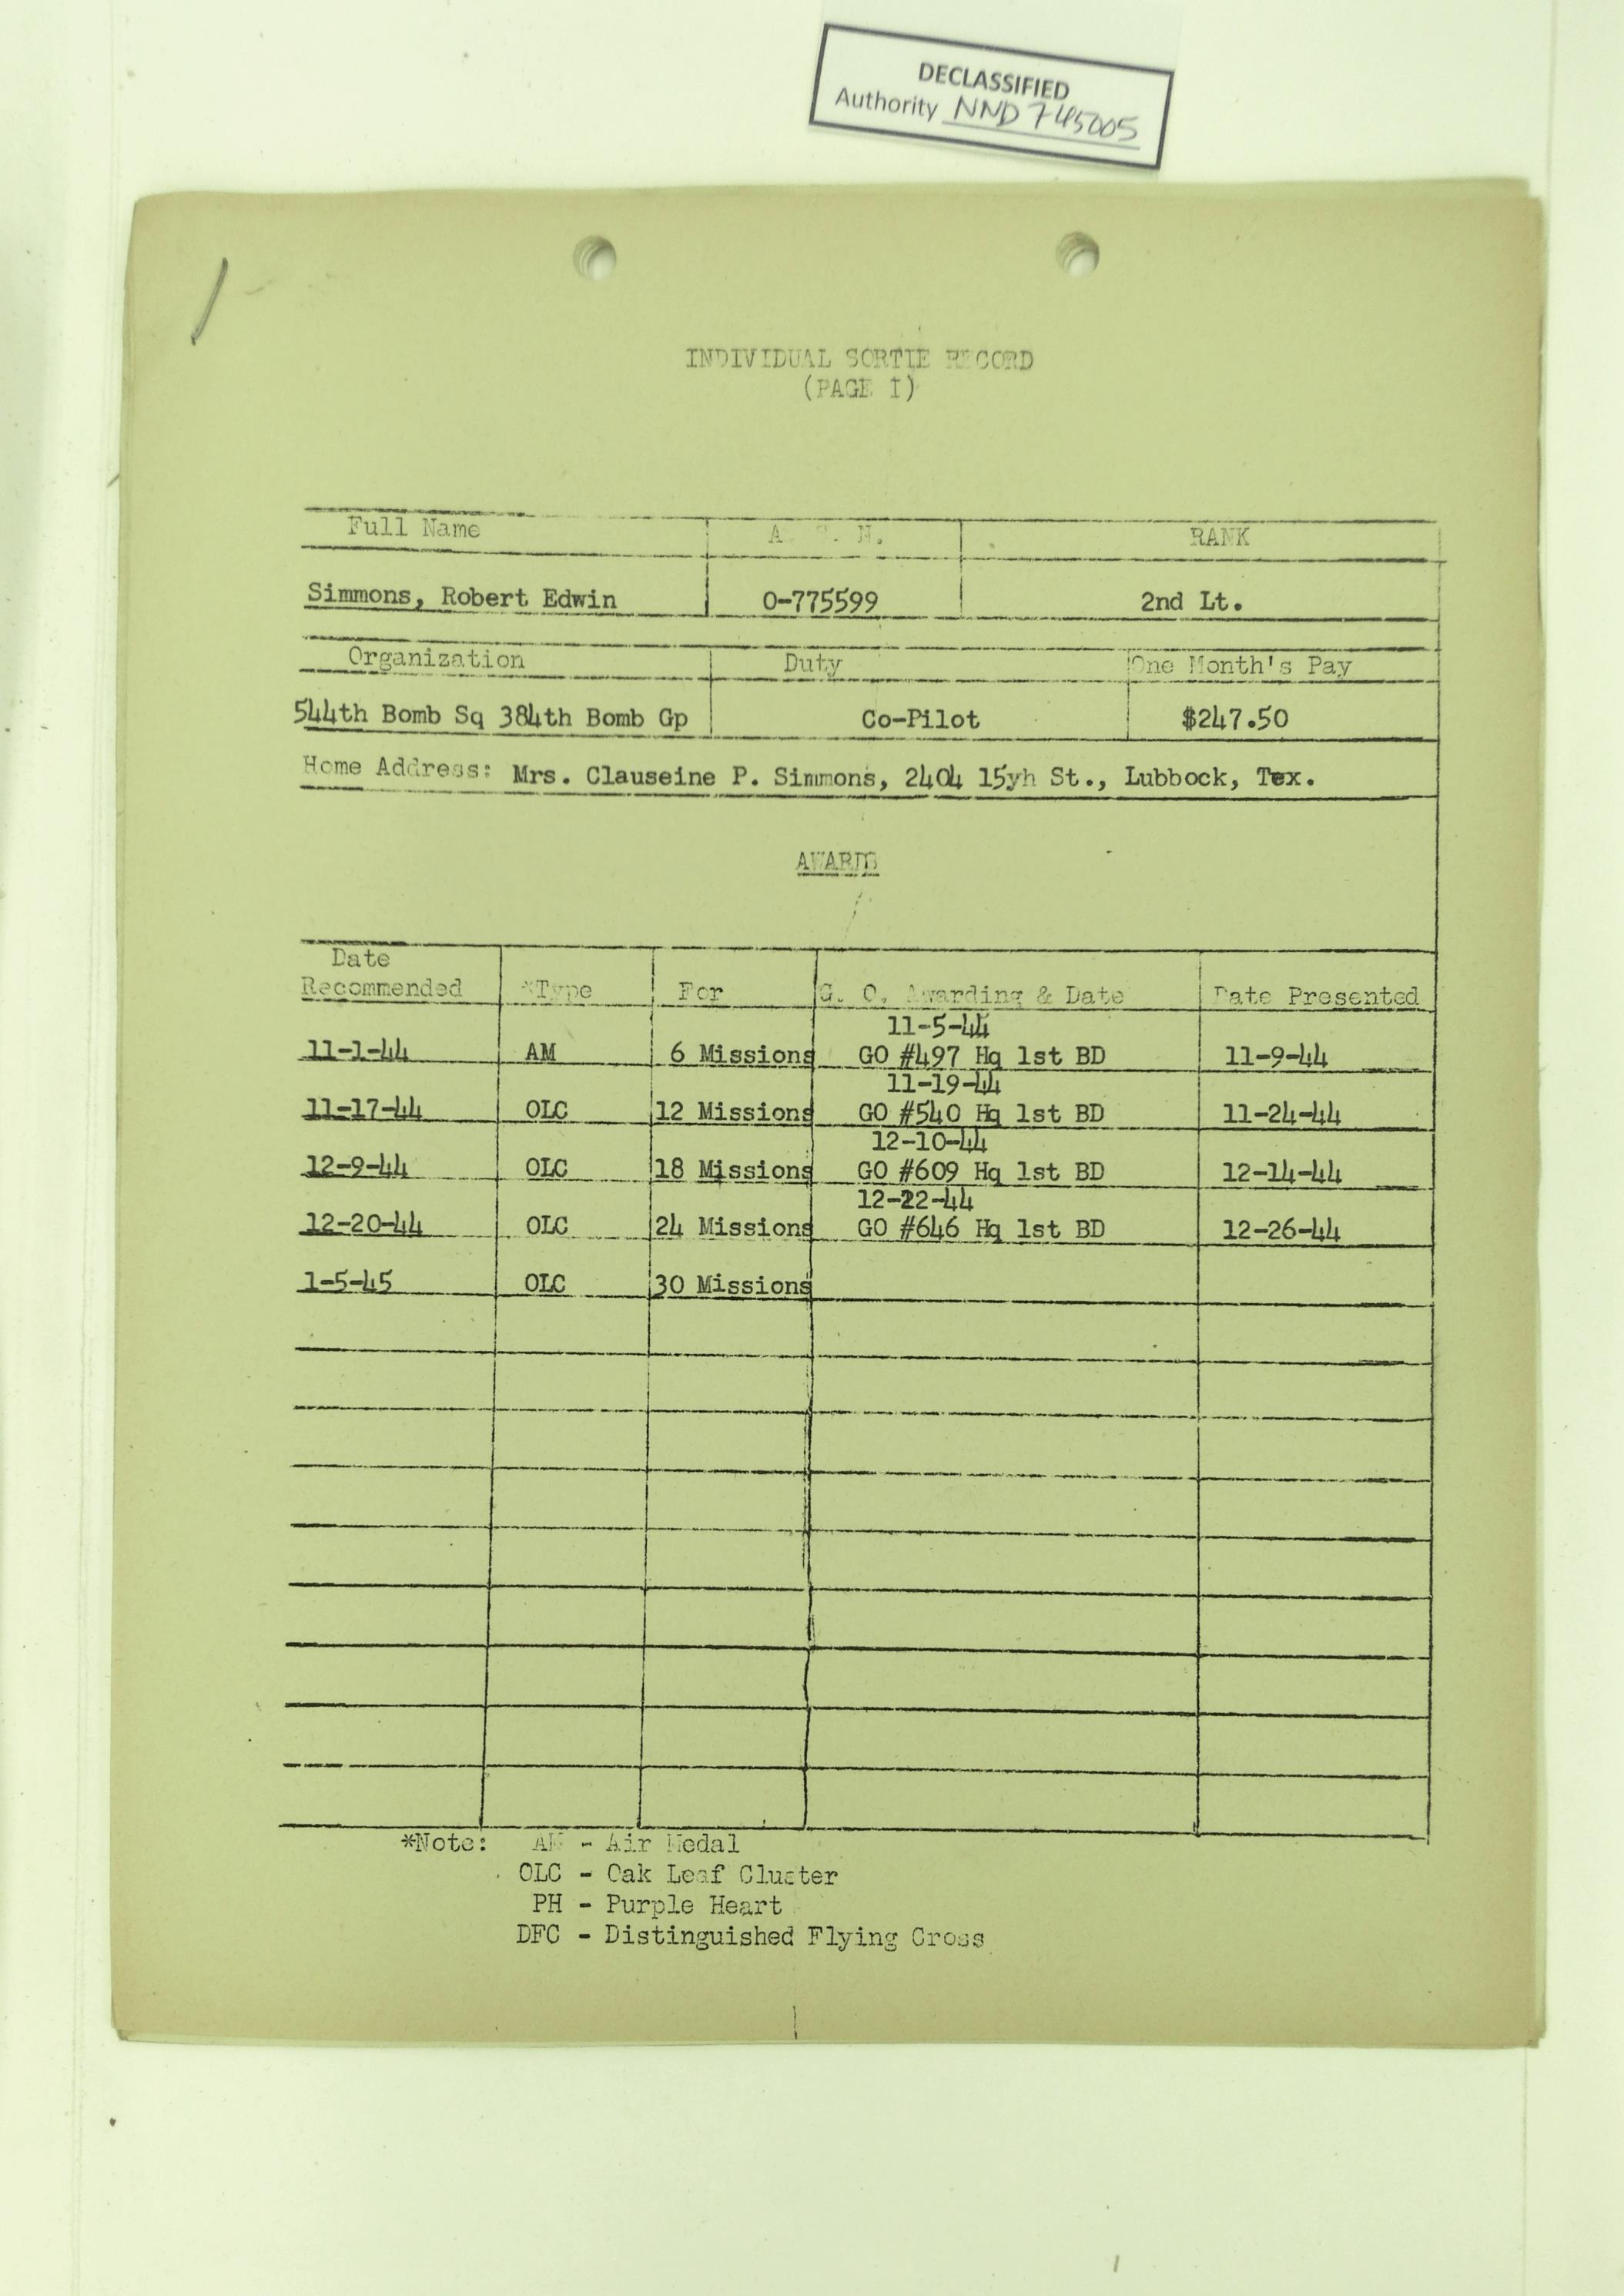 DECLASSIFIED
Authority NND 745005
INDIVIDUAL SORTIE RECORD
(PAGE I)
Full Name A. S. N. RANK
Simmons, Robert Edwin O-775599 2nd Lt.
Organization Duty One Month's Pay
544th Bomb Sq 384th Bomb Gp Co-Pilot $247.50
Home Address: Mrs. Clauseine P. Simmons, 2404 15yh St., Lubbock, Tex.
AWARDS
Date
Recommended *Type For G. O. Awarding & Date Date Presented
11-5-44
11-1-44 AM 6 Missions GO #497 Hq 1st BD 11-9-44
11-19-44
11-17-44 OLC 12 Missions GO #540 Hq 1st BD 11-24-44
12-10-44
12-9-44 OLC 18 Missions GO #609 Hq 1st BD 12-14-44
12-22-44
12-20-44 OLC 24 Missions GO #646 Hq 1st BD 12-26-44
1-5-45 OLC 30 Missions
*Note: AM - Air Medal
OLC - Oak Leaf Cluster
PH - Purple Heart
DFC - Distinguished Flying Cross